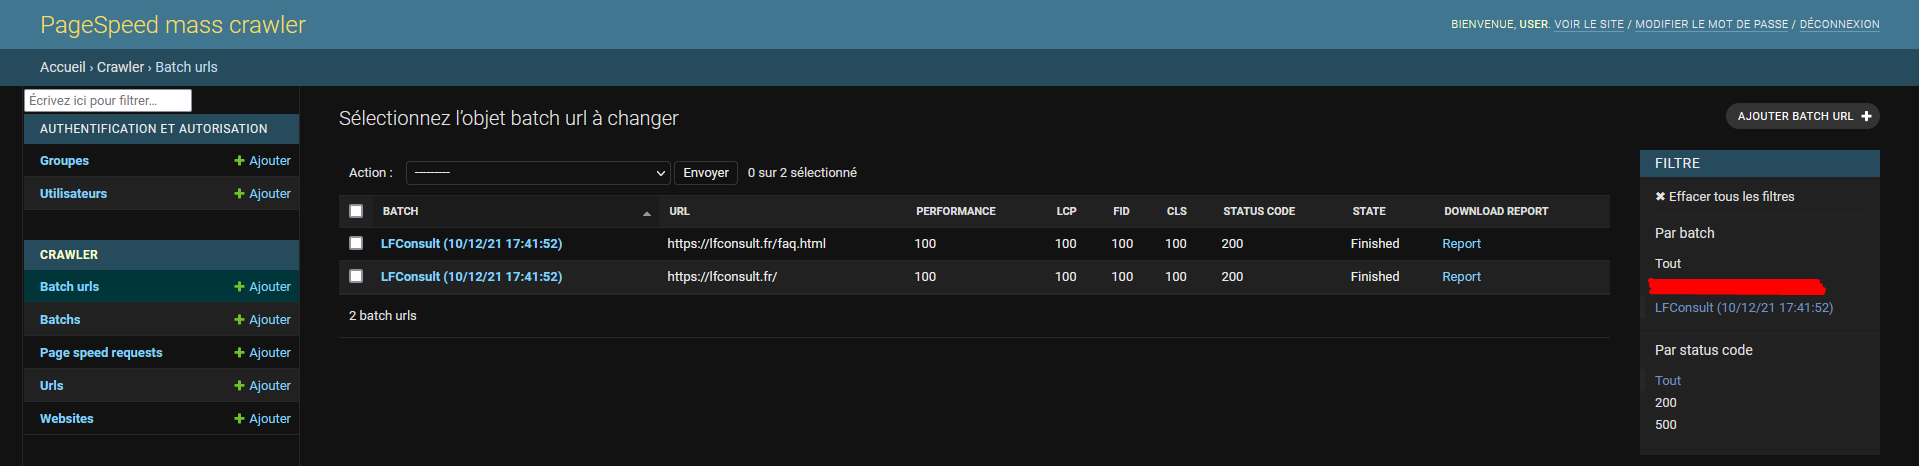 PageSpeed mass crawler
BIENVENUE, USER. VOIR LE SITE / MODIFIER LE MOT DE PASSE / DÉCONNEXION
Accueil › Crawler › Batch urls
Écrivez ici pour filtrer…
AUTHENTIFICATION ET AUTORISATION
Groupes + Ajouter
Utilisateurs + Ajouter
CRAWLER
Batch urls + Ajouter
Batchs + Ajouter
Page speed requests + Ajouter
Urls + Ajouter
Websites + Ajouter
Sélectionnez l'objet batch url à changer
AJOUTER BATCH URL +
Action : --------- Envoyer 0 sur 2 sélectionné
BATCH URL PERFORMANCE LCP FID CLS STATUS CODE STATE DOWNLOAD REPORT
LFConsult (10/12/21 17:41:52) https://lfconsult.fr/faq.html 100 100 100 100 200 Finished Report
LFConsult (10/12/21 17:41:52) https://lfconsult.fr/ 100 100 100 100 200 Finished Report
2 batch urls
FILTRE
✖ Effacer tous les filtres
Par batch
Tout
LFConsult (10/12/21 17:41:52)
Par status code
Tout
200
500